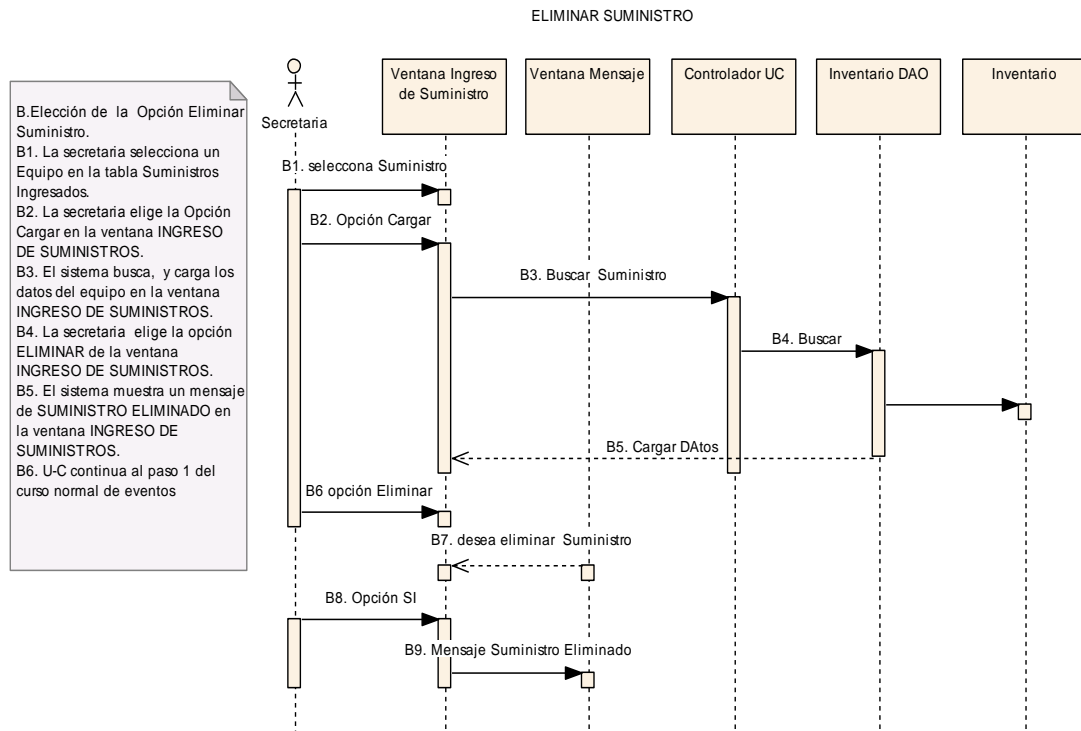 ELIMINAR SUMINISTRO
B.Elección de la Opción Eliminar
Suministro.
B1. La secretaria selecciona un
Equipo en la tabla Suministros
Ingresados.
B2. La secretaria elige la Opción
Cargar en la ventana INGRESO
DE SUMINISTROS.
B3. El sistema busca, y carga los
datos del equipo en la ventana
INGRESO DE SUMINISTROS.
B4. La secretaria elige la opción
ELIMINAR de la ventana
INGRESO DE SUMINISTROS.
B5. El sistema muestra un mensaje
de SUMINISTRO ELIMINADO en
la ventana INGRESO DE
SUMINISTROS.
B6. U-C continua al paso 1 del
curso normal de eventos
Secretaria
Ventana Ingreso
de Suministro
Ventana Mensaje
Controlador UC
Inventario DAO
Inventario
B1. seleccona Suministro
B2. Opción Cargar
B3. Buscar Suministro
B4. Buscar
B5. Cargar DAtos
B6 opción Eliminar
B7. desea eliminar Suministro
B8. Opción SI
B9. Mensaje Suministro Eliminado